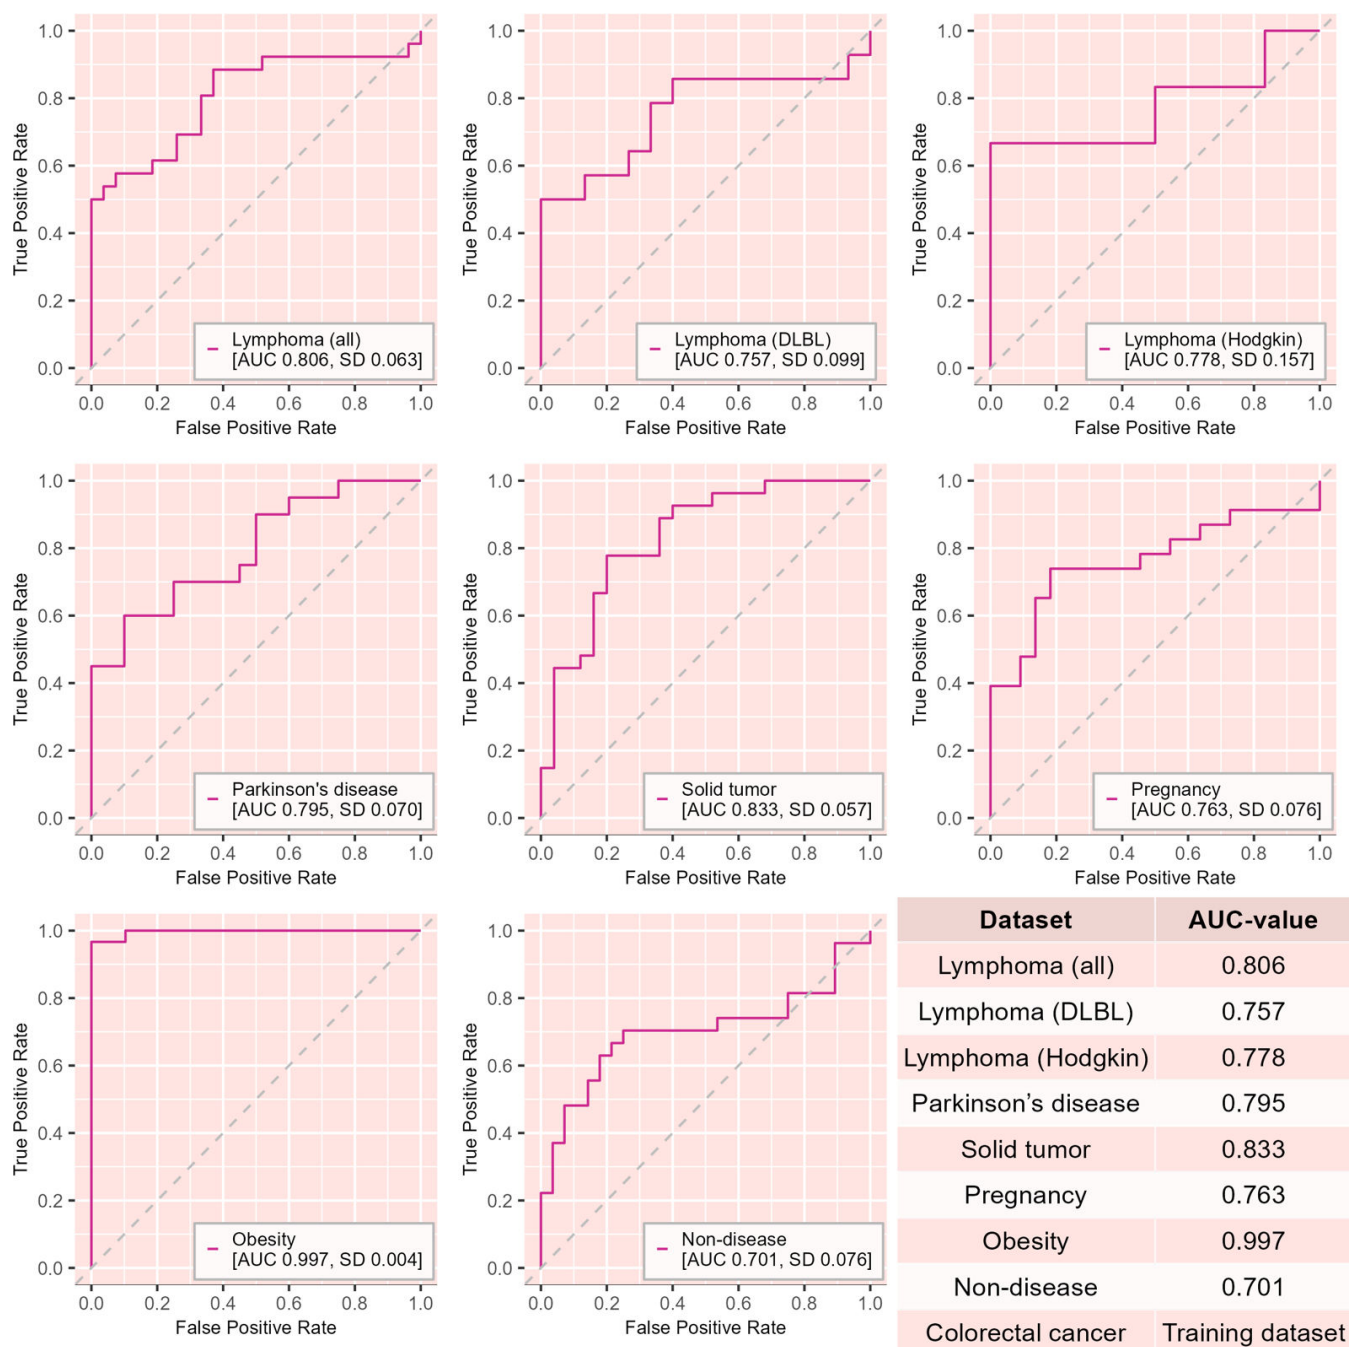 1.0
0.8
0.6
0.4
0.2
0.0
True Positive Rate
Lymphoma (all)
[AUC 0.806, SD 0.063]
0.0 0.2 0.4 0.6 0.8 1.0
False Positive Rate
1.0
0.8
0.6
0.4
0.2
0.0
True Positive Rate
Lymphoma (DLBL)
[AUC 0.757, SD 0.099]
0.0 0.2 0.4 0.6 0.8 1.0
False Positive Rate
1.0
0.8
0.6
0.4
0.2
0.0
True Positive Rate
Lymphoma (Hodgkin)
[AUC 0.778, SD 0.157]
0.0 0.2 0.4 0.6 0.8 1.0
False Positive Rate
1.0
0.8
0.6
0.4
0.2
0.0
True Positive Rate
Parkinson's disease
[AUC 0.795, SD 0.070]
0.0 0.2 0.4 0.6 0.8 1.0
False Positive Rate
1.0
0.8
0.6
0.4
0.2
0.0
True Positive Rate
Solid tumor
[AUC 0.833, SD 0.057]
0.0 0.2 0.4 0.6 0.8 1.0
False Positive Rate
1.0
0.8
0.6
0.4
0.2
0.0
True Positive Rate
Pregnancy
[AUC 0.763, SD 0.076]
0.0 0.2 0.4 0.6 0.8 1.0
False Positive Rate
1.0
0.8
0.6
0.4
0.2
0.0
True Positive Rate
Obesity
[AUC 0.997, SD 0.004]
0.0 0.2 0.4 0.6 0.8 1.0
False Positive Rate
1.0
0.8
0.6
0.4
0.2
0.0
True Positive Rate
Non-disease
[AUC 0.701, SD 0.076]
0.0 0.2 0.4 0.6 0.8 1.0
False Positive Rate
Dataset AUC-value
Lymphoma (all) 0.806
Lymphoma (DLBL) 0.757
Lymphoma (Hodgkin) 0.778
Parkinson’s disease 0.795
Solid tumor 0.833
Pregnancy 0.763
Obesity 0.997
Non-disease 0.701
Colorectal cancer Training dataset